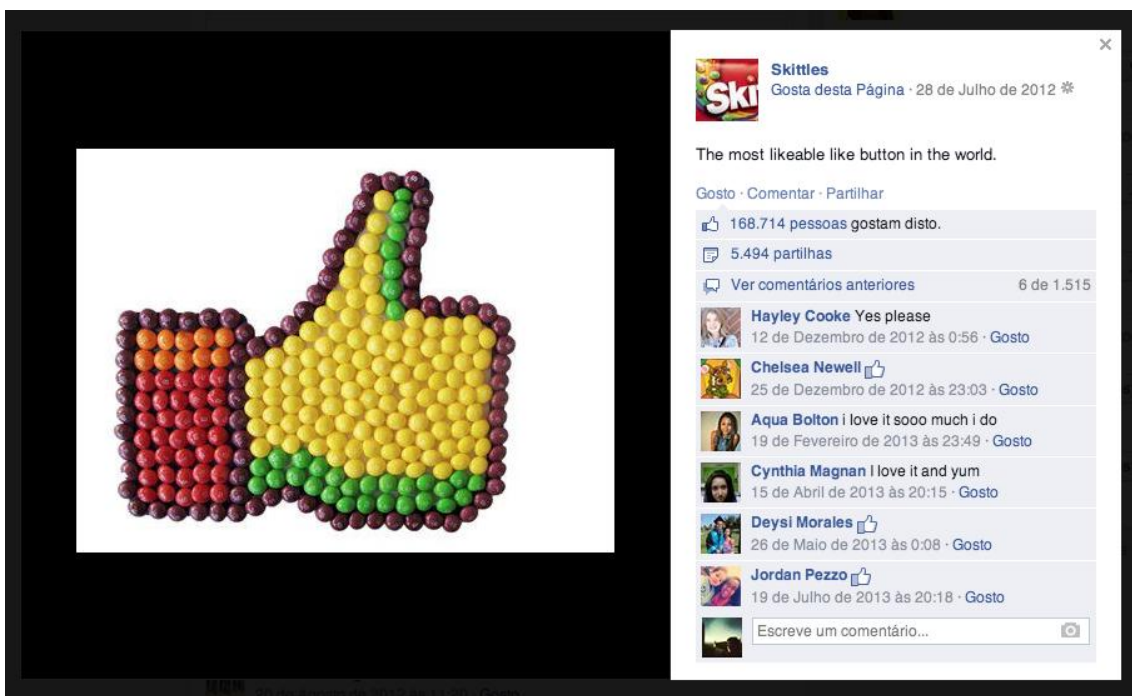 ×
Ski
Skittles
Gosta desta Página · 28 de Julho de 2012
The most likeable like button in the world.
Gosto · Comentar · Partilhar
168.714 pessoas gostam disto.
5.494 partilhas
Ver comentários anteriores 6 de 1.515
Hayley Cooke Yes please
12 de Dezembro de 2012 às 0:56 · Gosto
Chelsea Newell
25 de Dezembro de 2012 às 23:03 · Gosto
Aqua Bolton i love it sooo much i do
19 de Fevereiro de 2013 às 23:49 · Gosto
Cynthia Magnan I love it and yum
15 de Abril de 2013 às 20:15 · Gosto
Deysi Morales
26 de Maio de 2013 às 0:08 · Gosto
Jordan Pezzo
19 de Julho de 2013 às 20:18 · Gosto
Escreve um comentário...